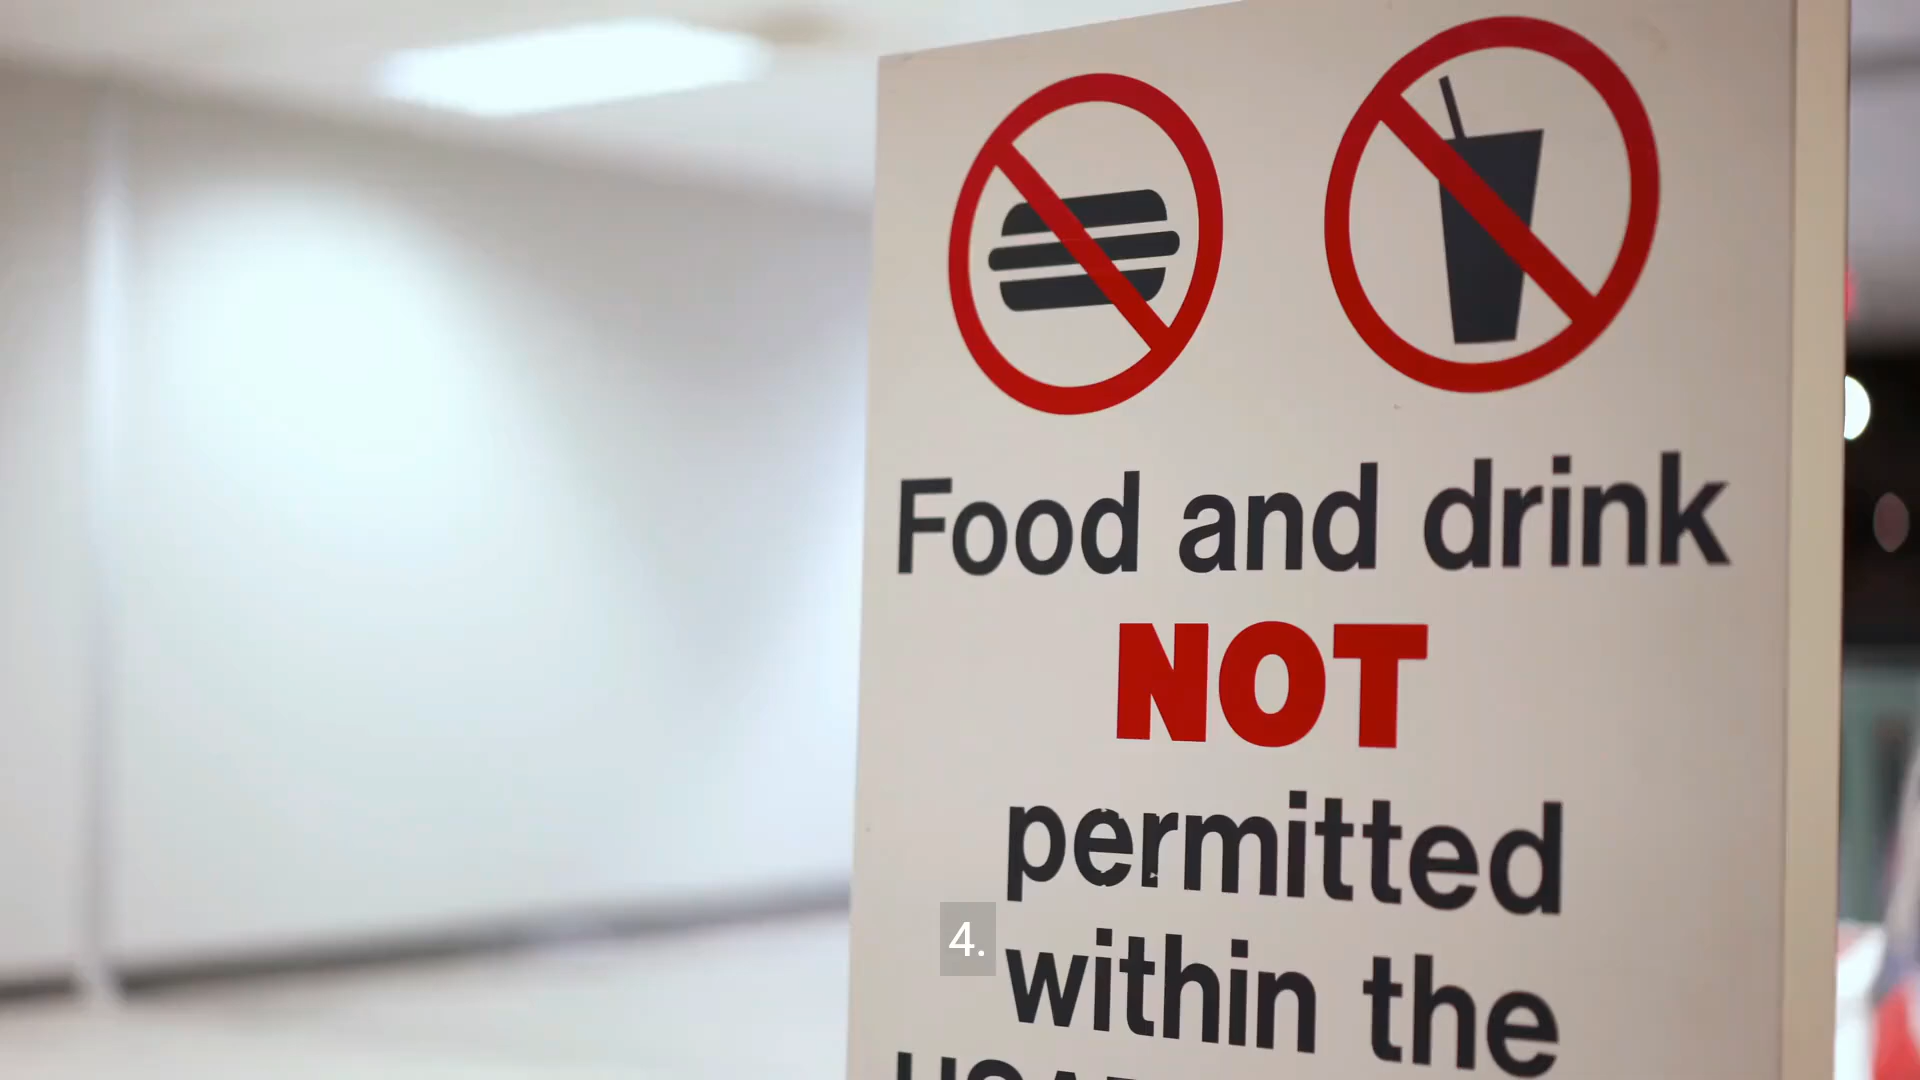 Food and drink
NOT
permitted
within the
4.